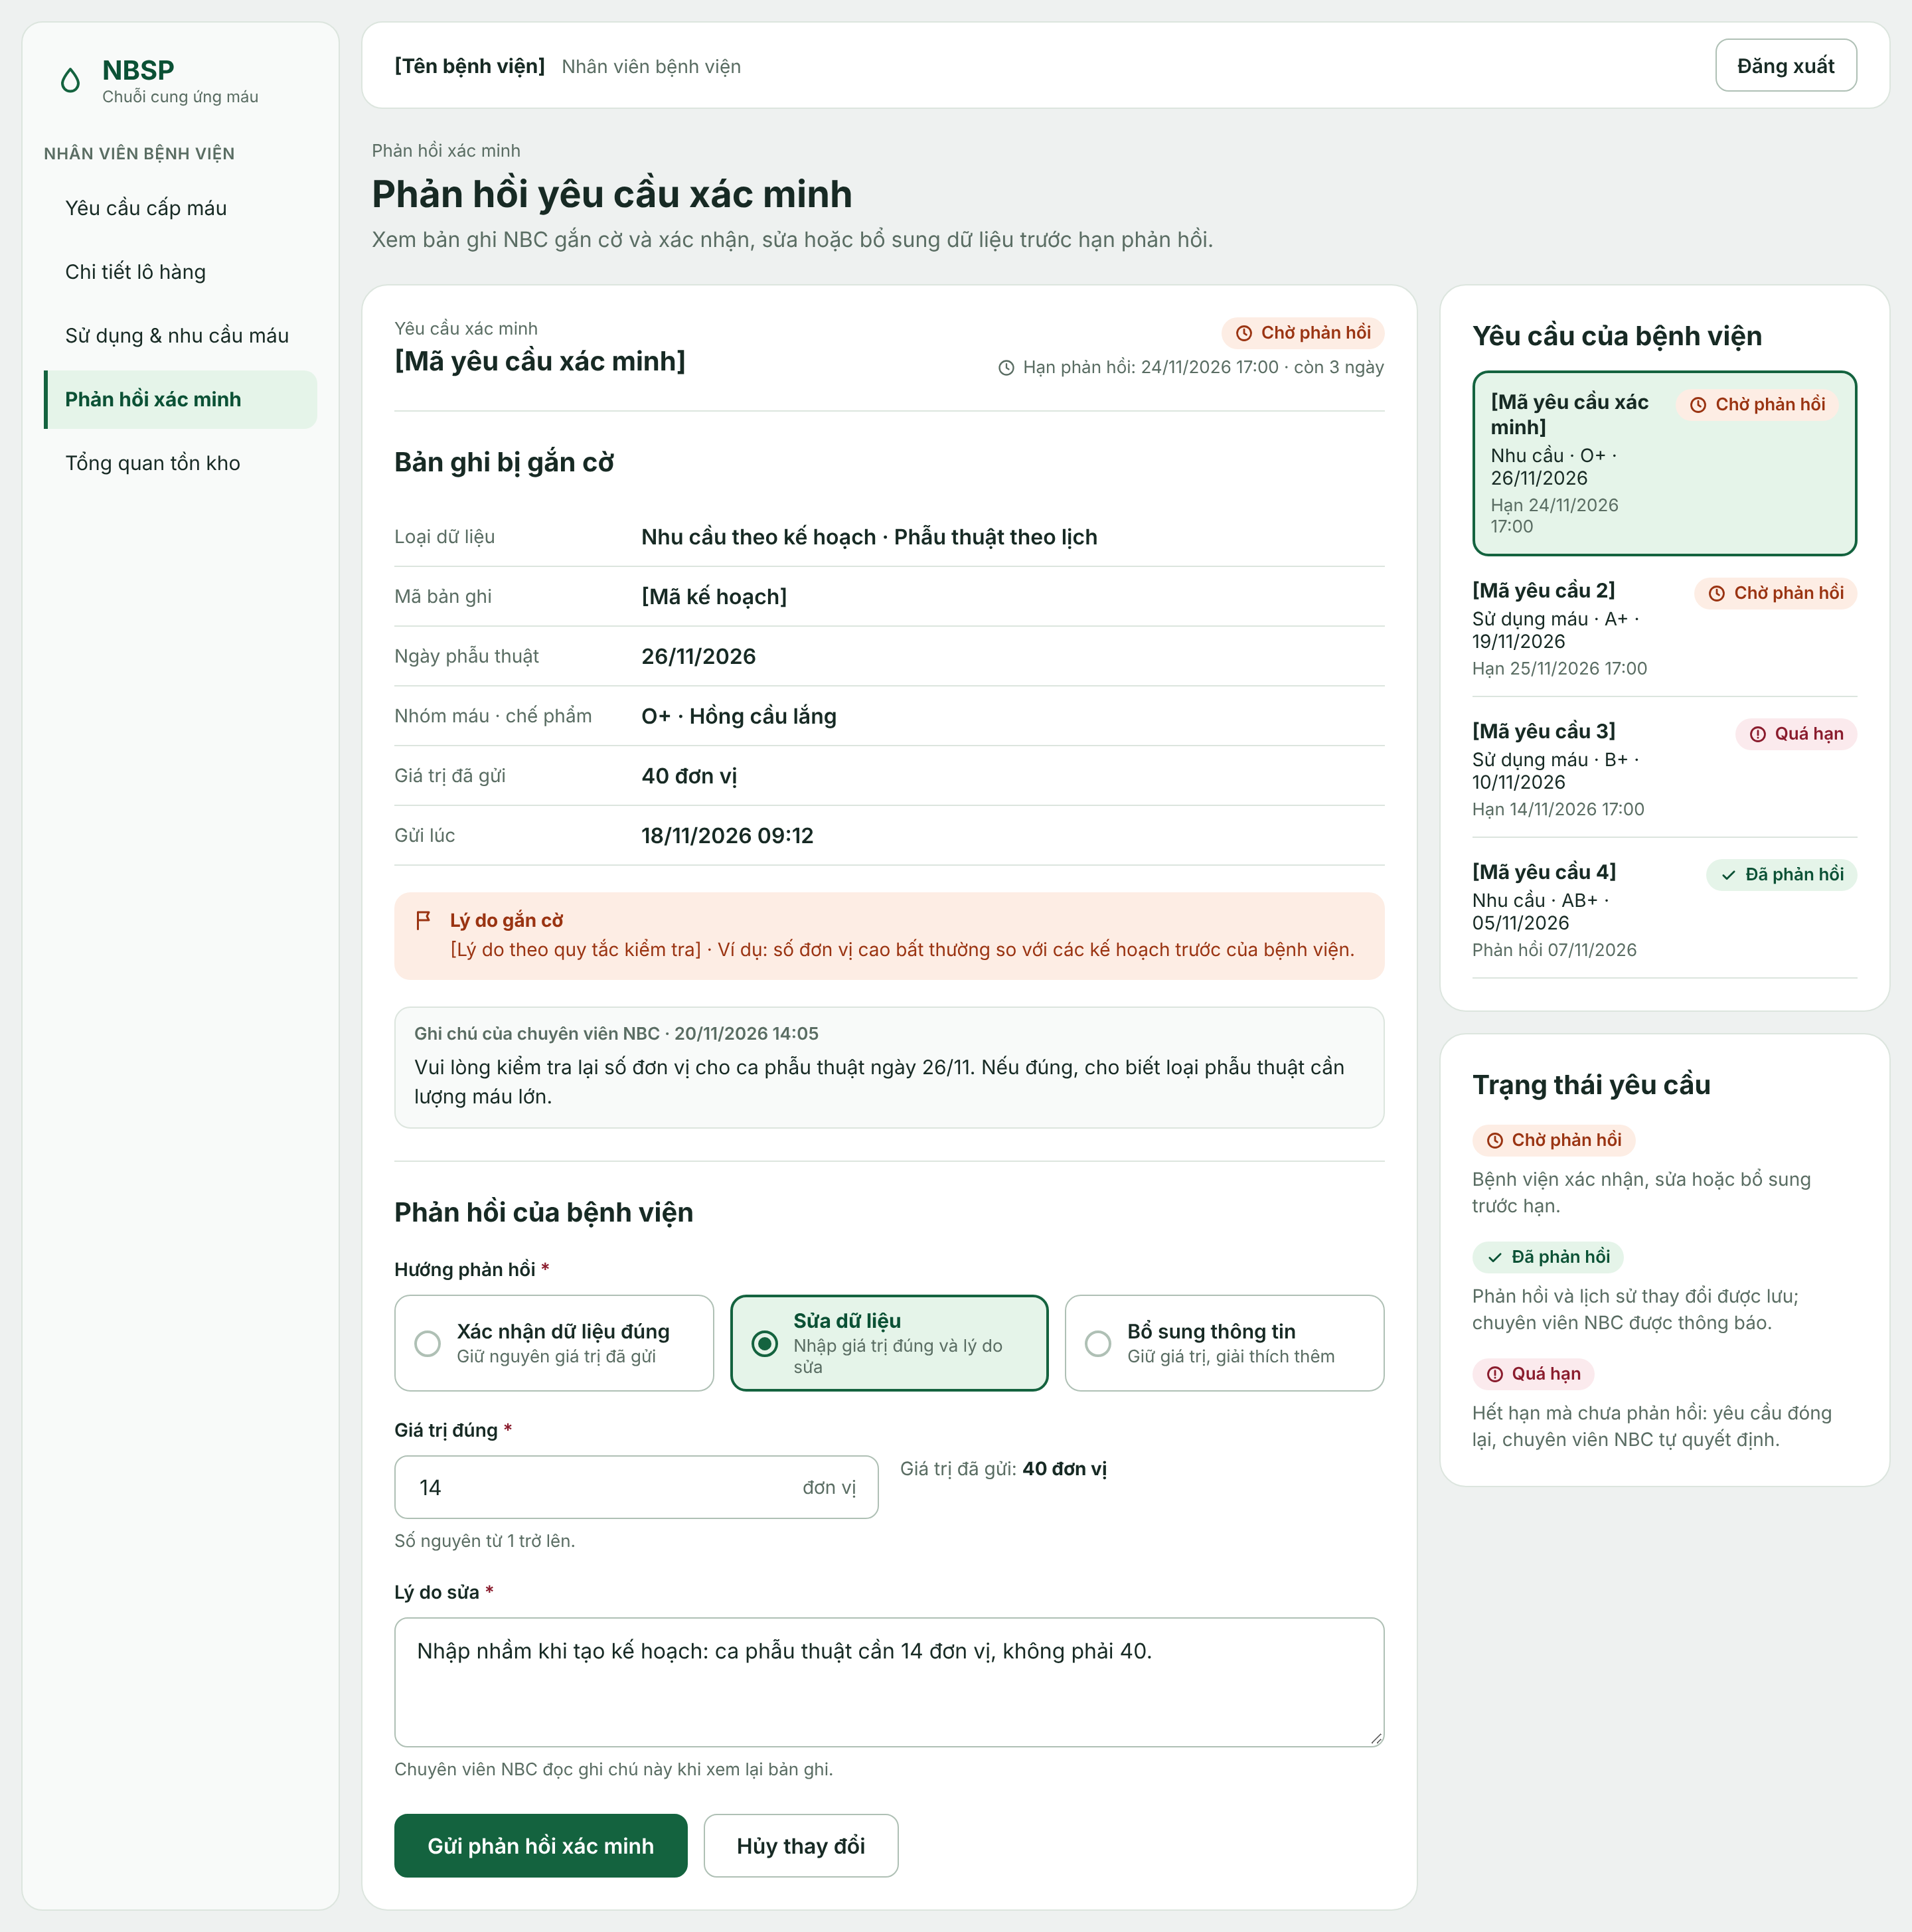 NBSP
Chuỗi cung ứng máu
NHÂN VIÊN BỆNH VIỆN
Yêu cầu cấp máu
Chi tiết lô hàng
Sử dụng & nhu cầu máu
Phản hồi xác minh
Tổng quan tồn kho
[Tên bệnh viện] Nhân viên bệnh viện
Đăng xuất
Phản hồi xác minh
Phản hồi yêu cầu xác minh
Xem bản ghi NBC gắn cờ và xác nhận, sửa hoặc bổ sung dữ liệu trước hạn phản hồi.
Yêu cầu xác minh
[Mã yêu cầu xác minh]
Chờ phản hồi
Hạn phản hồi: 24/11/2026 17:00 · còn 3 ngày
Bản ghi bị gắn cờ
Loại dữ liệu Nhu cầu theo kế hoạch · Phẫu thuật theo lịch
Mã bản ghi [Mã kế hoạch]
Ngày phẫu thuật 26/11/2026
Nhóm máu · chế phẩm O+ · Hồng cầu lắng
Giá trị đã gửi 40 đơn vị
Gửi lúc 18/11/2026 09:12
Lý do gắn cờ
[Lý do theo quy tắc kiểm tra] · Ví dụ: số đơn vị cao bất thường so với các kế hoạch trước của bệnh viện.
Ghi chú của chuyên viên NBC · 20/11/2026 14:05
Vui lòng kiểm tra lại số đơn vị cho ca phẫu thuật ngày 26/11. Nếu đúng, cho biết loại phẫu thuật cần
lượng máu lớn.
Phản hồi của bệnh viện
Hướng phản hồi *
Xác nhận dữ liệu đúng
Giữ nguyên giá trị đã gửi
Sửa dữ liệu
Nhập giá trị đúng và lý do
sửa
Bổ sung thông tin
Giữ giá trị, giải thích thêm
Giá trị đúng *
14 đơn vị
Giá trị đã gửi: 40 đơn vị
Số nguyên từ 1 trở lên.
Lý do sửa *
Nhập nhầm khi tạo kế hoạch: ca phẫu thuật cần 14 đơn vị, không phải 40.
Chuyên viên NBC đọc ghi chú này khi xem lại bản ghi.
Gửi phản hồi xác minh
Hủy thay đổi
Yêu cầu của bệnh viện
[Mã yêu cầu xác
minh]
Chờ phản hồi
Nhu cầu · O+ ·
26/11/2026
Hạn 24/11/2026
17:00
[Mã yêu cầu 2]
Chờ phản hồi
Sử dụng máu · A+ ·
19/11/2026
Hạn 25/11/2026 17:00
[Mã yêu cầu 3]
Quá hạn
Sử dụng máu · B+ ·
10/11/2026
Hạn 14/11/2026 17:00
[Mã yêu cầu 4]
Đã phản hồi
Nhu cầu · AB+ ·
05/11/2026
Phản hồi 07/11/2026
Trạng thái yêu cầu
Chờ phản hồi
Bệnh viện xác nhận, sửa hoặc bổ sung
trước hạn.
Đã phản hồi
Phản hồi và lịch sử thay đổi được lưu;
chuyên viên NBC được thông báo.
Quá hạn
Hết hạn mà chưa phản hồi: yêu cầu đóng
lại, chuyên viên NBC tự quyết định.